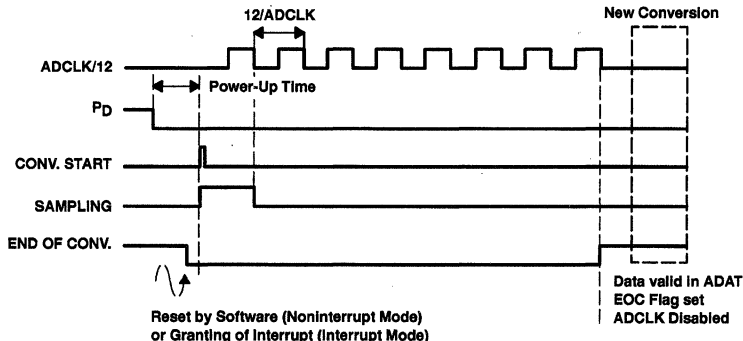 12/ADCLK
New Conversion
ADCLK/12
Power-Up Time
PD
CONV. START
SAMPLING
END OF CONV.
Data valid in ADAT
EOC Flag set
ADCLK Disabled
Reset by Software (Noninterrupt Mode)
or Granting of Interrupt (Interrupt Mode)